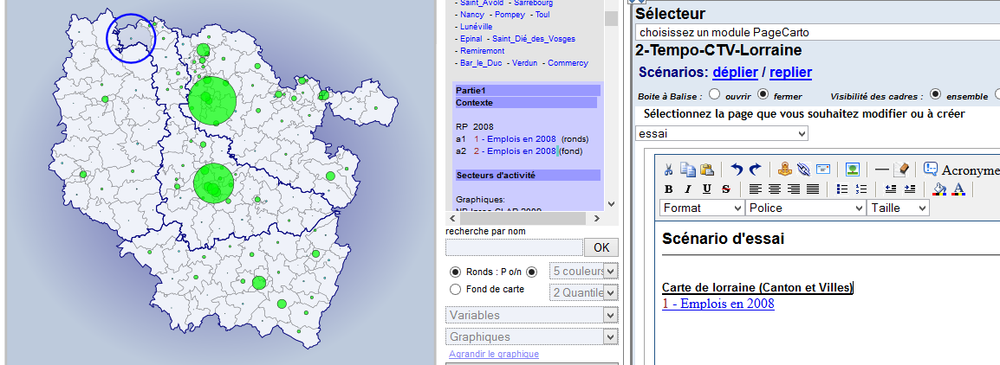 - Saint_Avold - Sarrebourg
- Nancy - Pompey - Toul
- Lunéville
- Epinal - Saint_Dié_des_Vosges
- Remiremont
- Bar_le_Duc - Verdun - Commercy
Partie1
Contexte
RP 2008
a1 1 - Emplois en 2008 (ronds)
a2 2 - Emplois en 2008 (fond)
Secteurs d'activité
Graphiques:
recherche par nom
OK
Ronds : P o/n
5 couleurs
Fond de carte
2 Quantile
Variables
Graphiques
Agrandir le graphique
Sélecteur
choisissez un module PageCarto
2-Tempo-CTV-Lorraine
Scénarios: déplier / replier
Boite à Balise : ouvrir fermer Visibilité des cadres : ensemble
Sélectionnez la page que vous souhaitez modifier ou à créer
essai
Acronyme
B I U S
Format Police Taille
Scénario d'essai
Carte de lorraine (Canton et Villes)
1 - Emplois en 2008